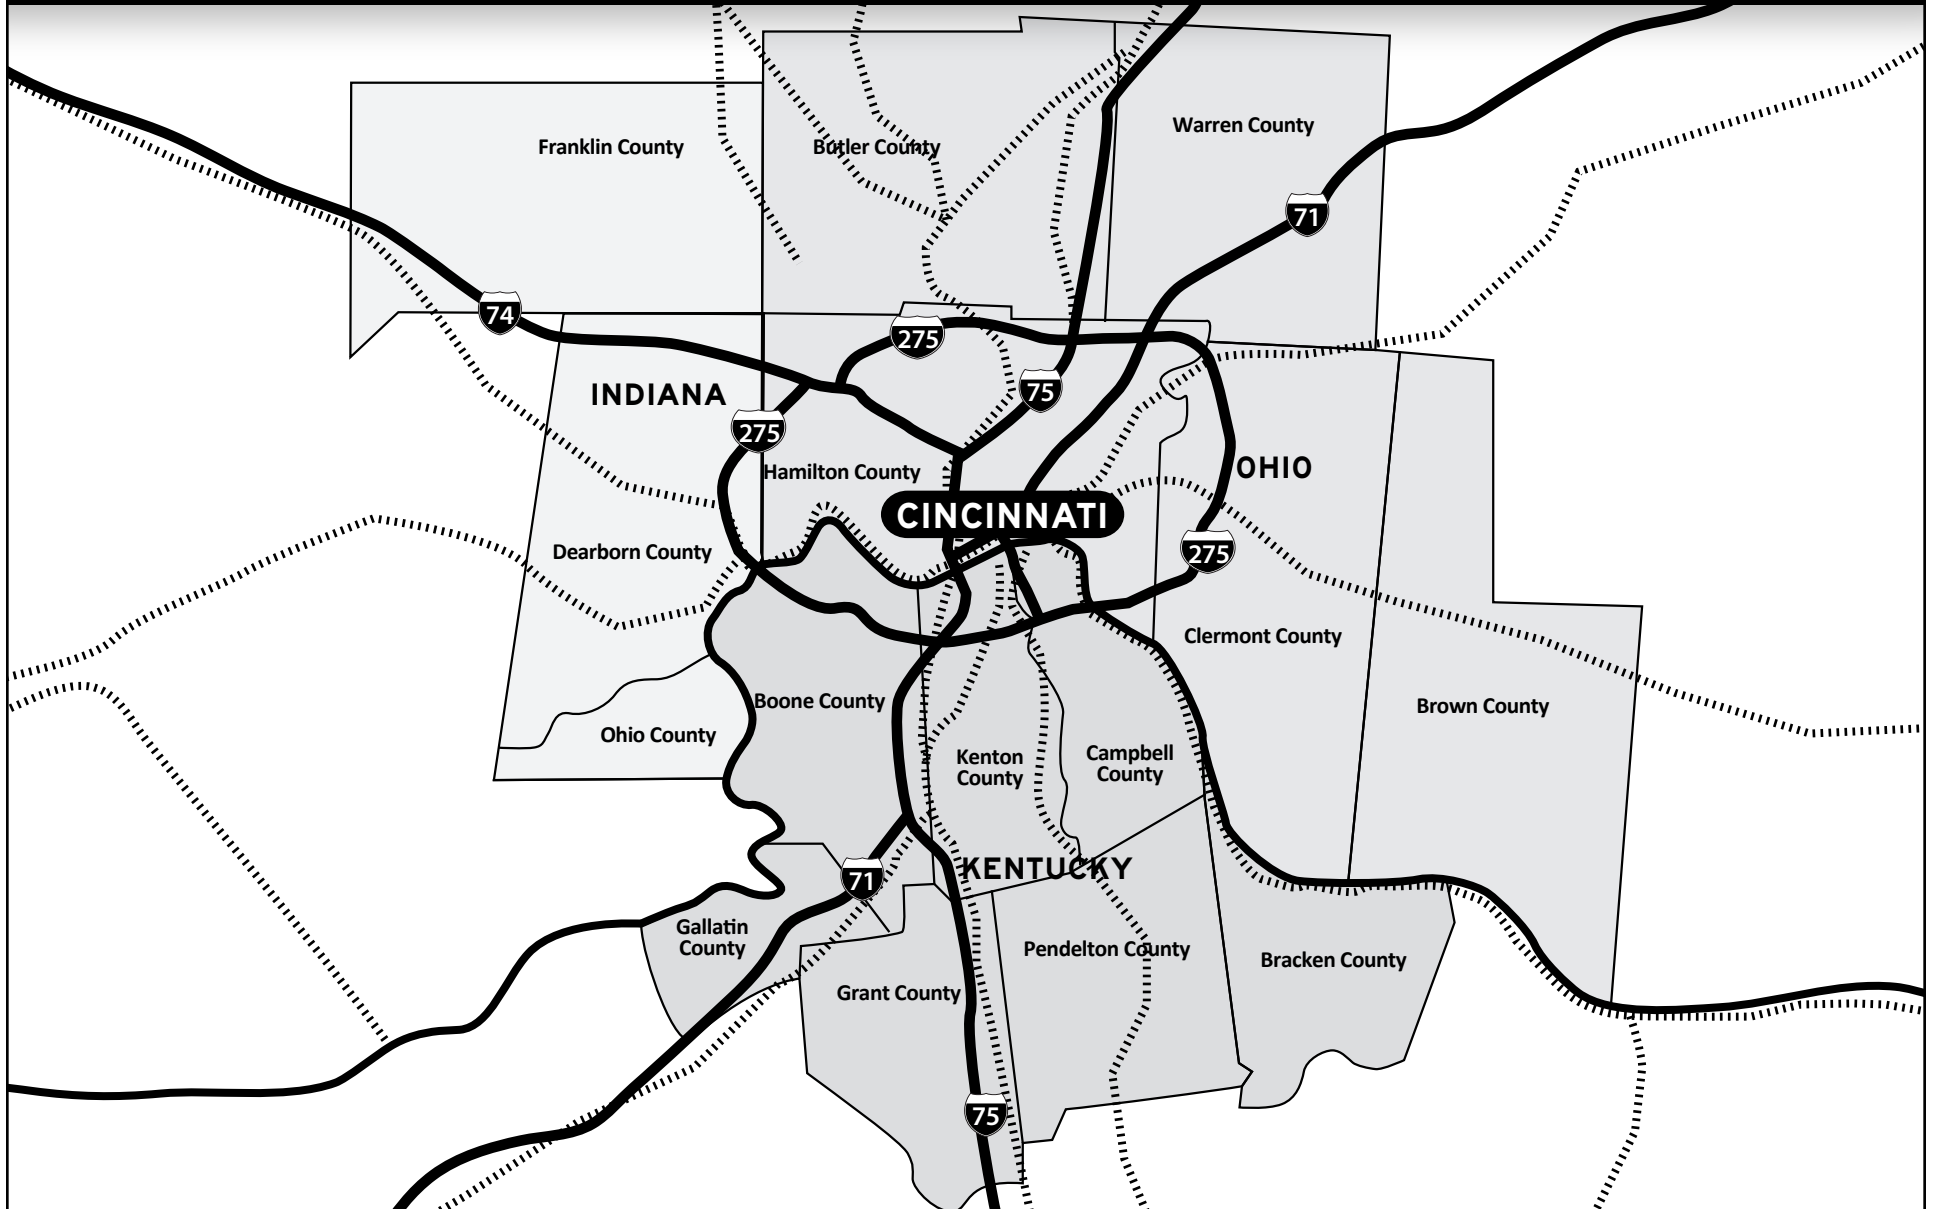 Warren County
Franklin County
Butler County
71
74
275
75
INDIANA
275
OHIO
Hamilton County
CINCINNATI
Dearborn County
275
Clermont County
Boone County
Brown County
Ohio County
Kenton
County
Campbell
County
KENTUCKY
71
Gallatin
County
Pendelton County
Bracken County
Grant County
75